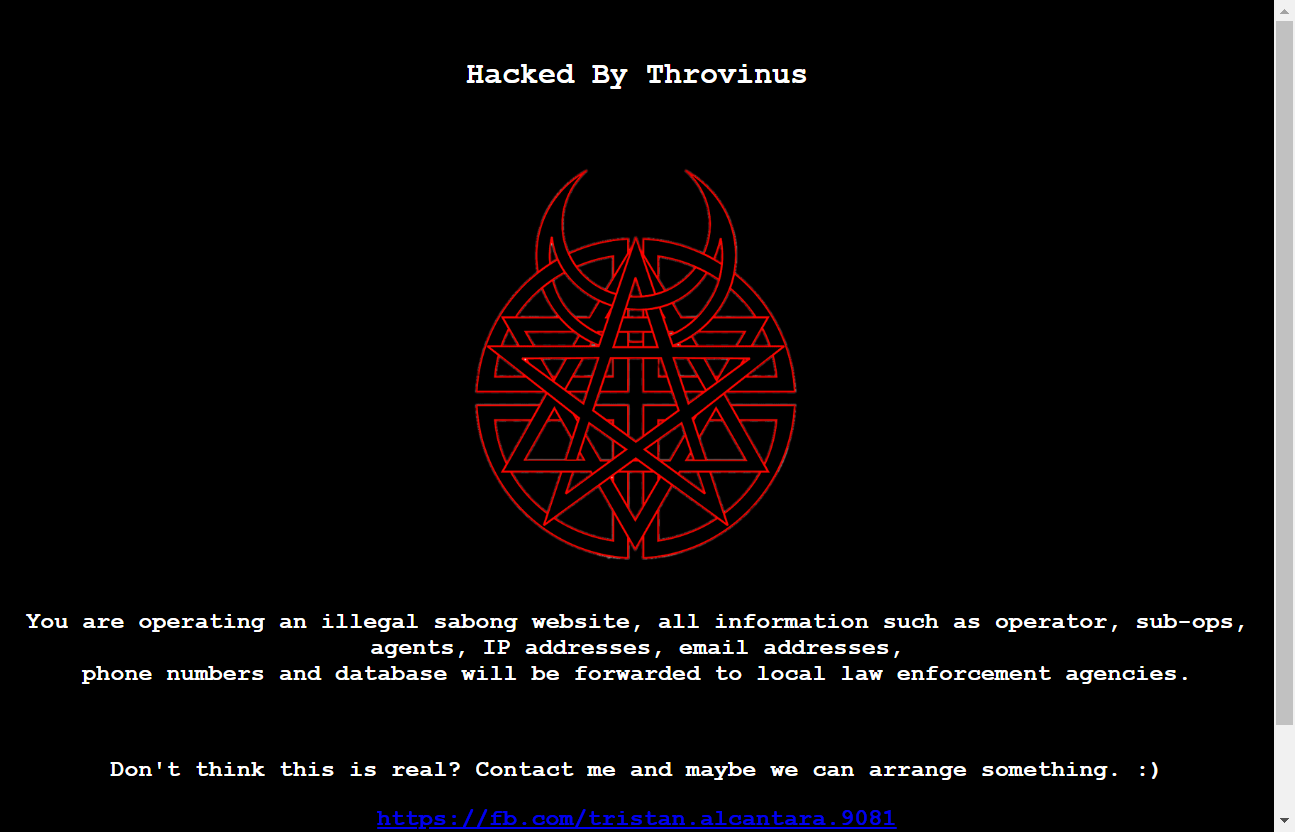 Hacked By Throvinus
You are operating an illegal sabong website, all information such as operator, sub-ops,
agents, IP addresses, email addresses,
phone numbers and database will be forwarded to local law enforcement agencies.
Don't think this is real? Contact me and maybe we can arrange something. :)
https://fb.com/tristan.alcantara.9081